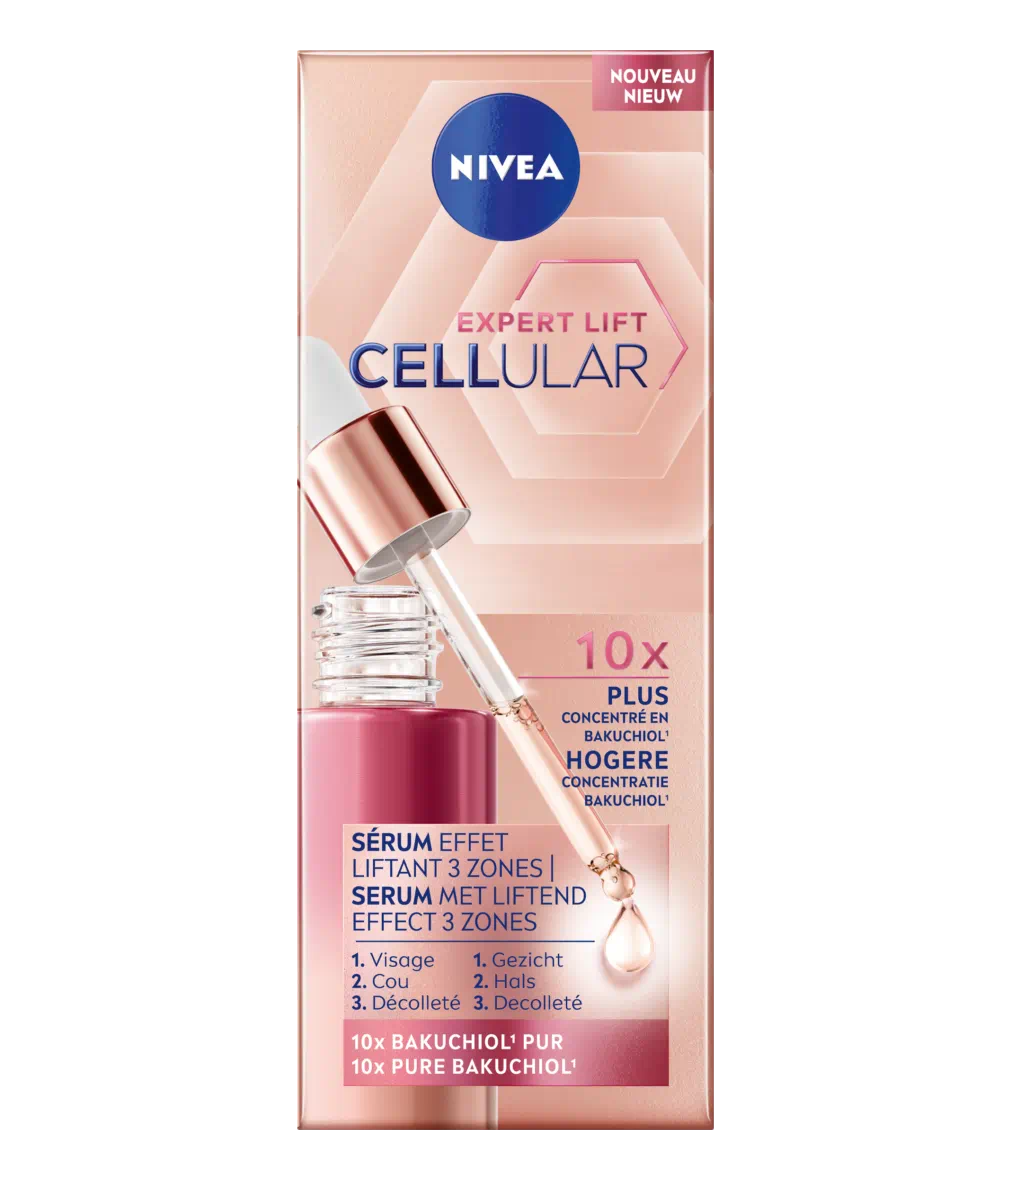 NOUVEAU
NIEUW
NIVEA
EXPERT LIFT
CELLULAR
10x
PLUS
CONCENTRÉ EN
BAKUCHIOL¹
HOGERE
CONCENTRATIE
BAKUCHIOL¹
SÉRUM EFFET
LIFTANT 3 ZONES |
SERUM MET LIFTEND
EFFECT 3 ZONES
1. Visage
2. Cou
3. Décolleté
1. Gezicht
2. Hals
3. Decolleté
10x BAKUCHIOL¹ PUR
10x PURE BAKUCHIOL¹